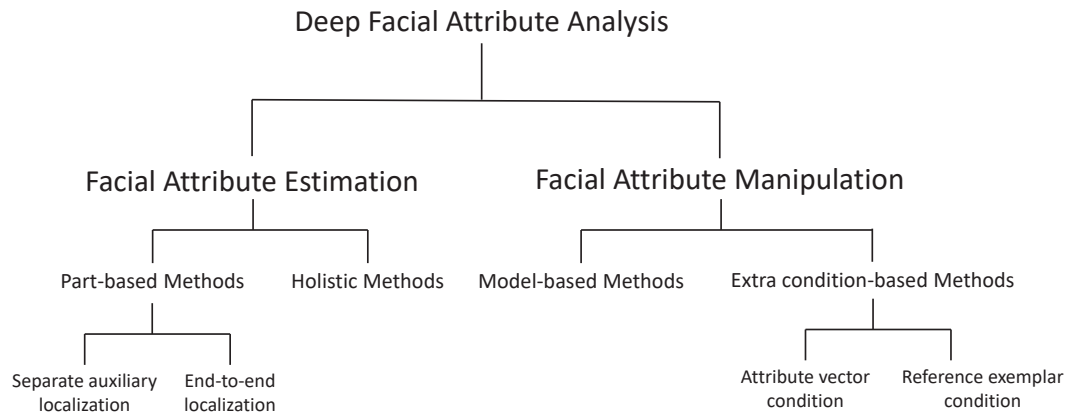 Deep Facial Attribute Analysis
Facial Attribute Estimation
Facial Attribute Manipulation
Part-based Methods
Holistic Methods
Model-based Methods
Extra condition-based Methods
Separate auxiliary
localization
End-to-end
localization
Attribute vector
condition
Reference exemplar
condition